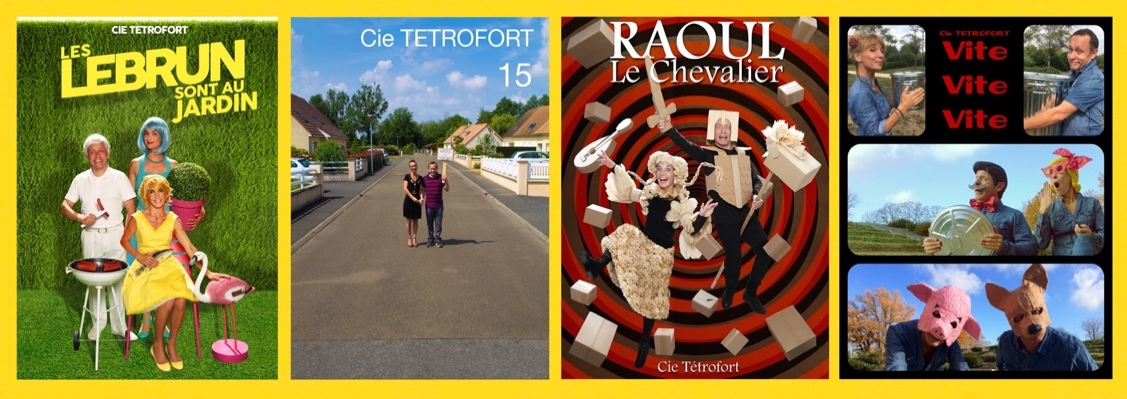 CIE TETROFORT
LES
LEBRUN
SONT AU
JARDIN
Cie TETROFORT
15
RAOUL
Le Chevalier
Cie Tétrofort
Cie TETROFORT
Vite
Vite
Vite